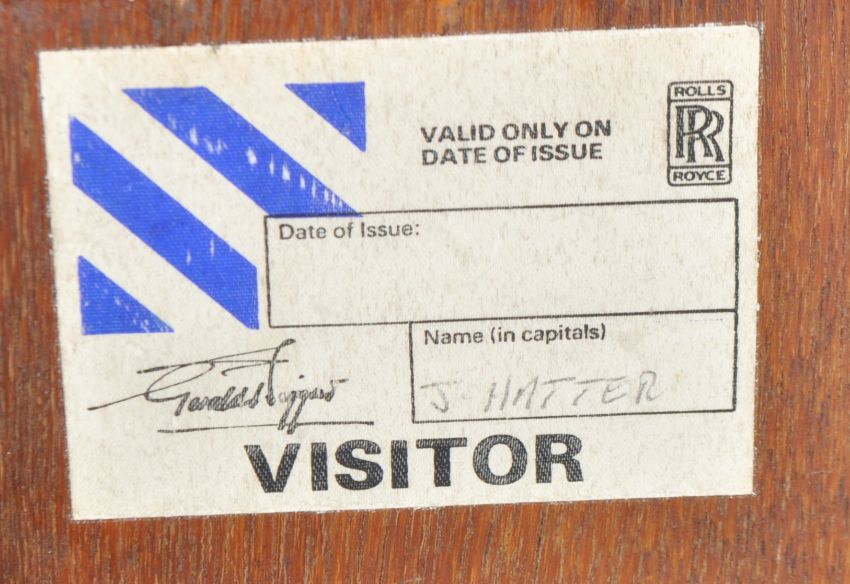 VALID ONLY ON
DATE OF ISSUE
ROLLS
RR
ROYCE
Date of Issue:
Name (in capitals)
J. HATTER
VISITOR